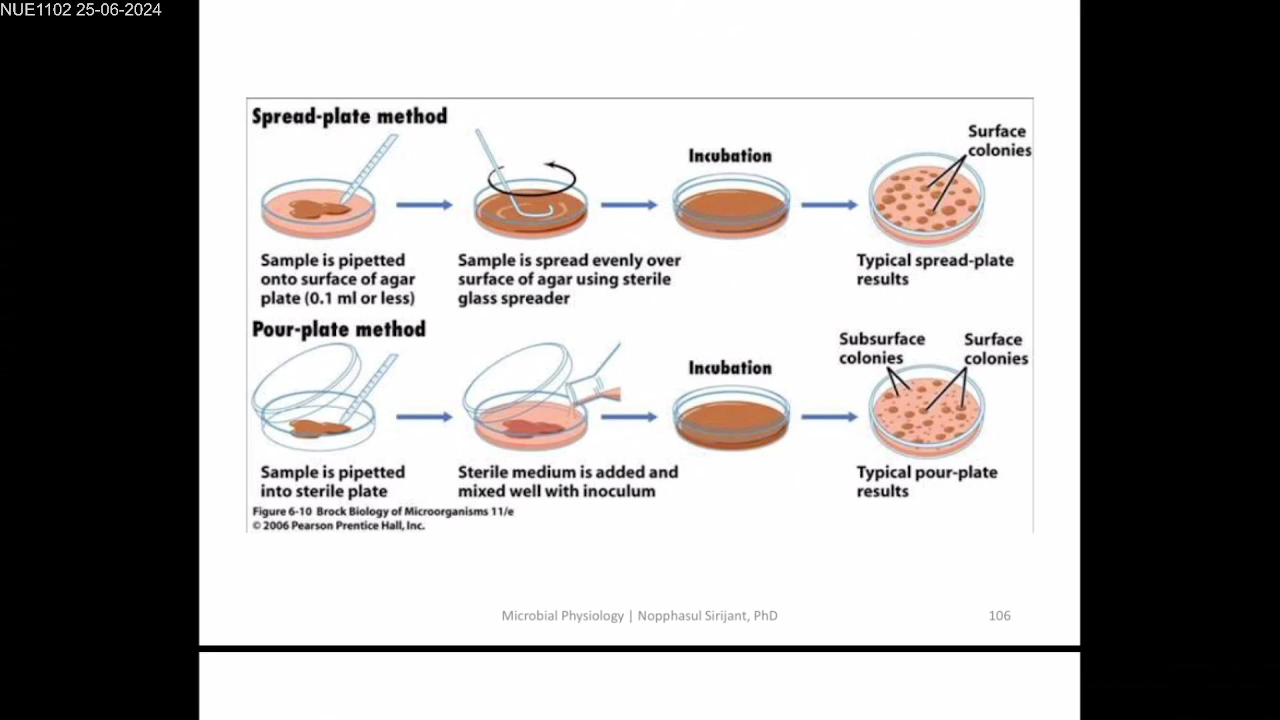 NUE1102 25-06-2024
Spread-plate method
Surface
colonies
Incubation
Sample is pipetted
onto surface of agar
plate (0.1 ml or less)
Sample is spread evenly over
surface of agar using sterile
glass spreader
Typical spread-plate
results
Pour-plate method
Subsurface
colonies
Surface
colonies
Incubation
Sample is pipetted
into sterile plate
Sterile medium is added and
mixed well with inoculum
Typical pour-plate
results
Figure 6-10 Brock Biology of Microorganisms 11/e
© 2006 Pearson Prentice Hall, Inc.
Microbial Physiology | Nopphasul Sirijant, PhD
106